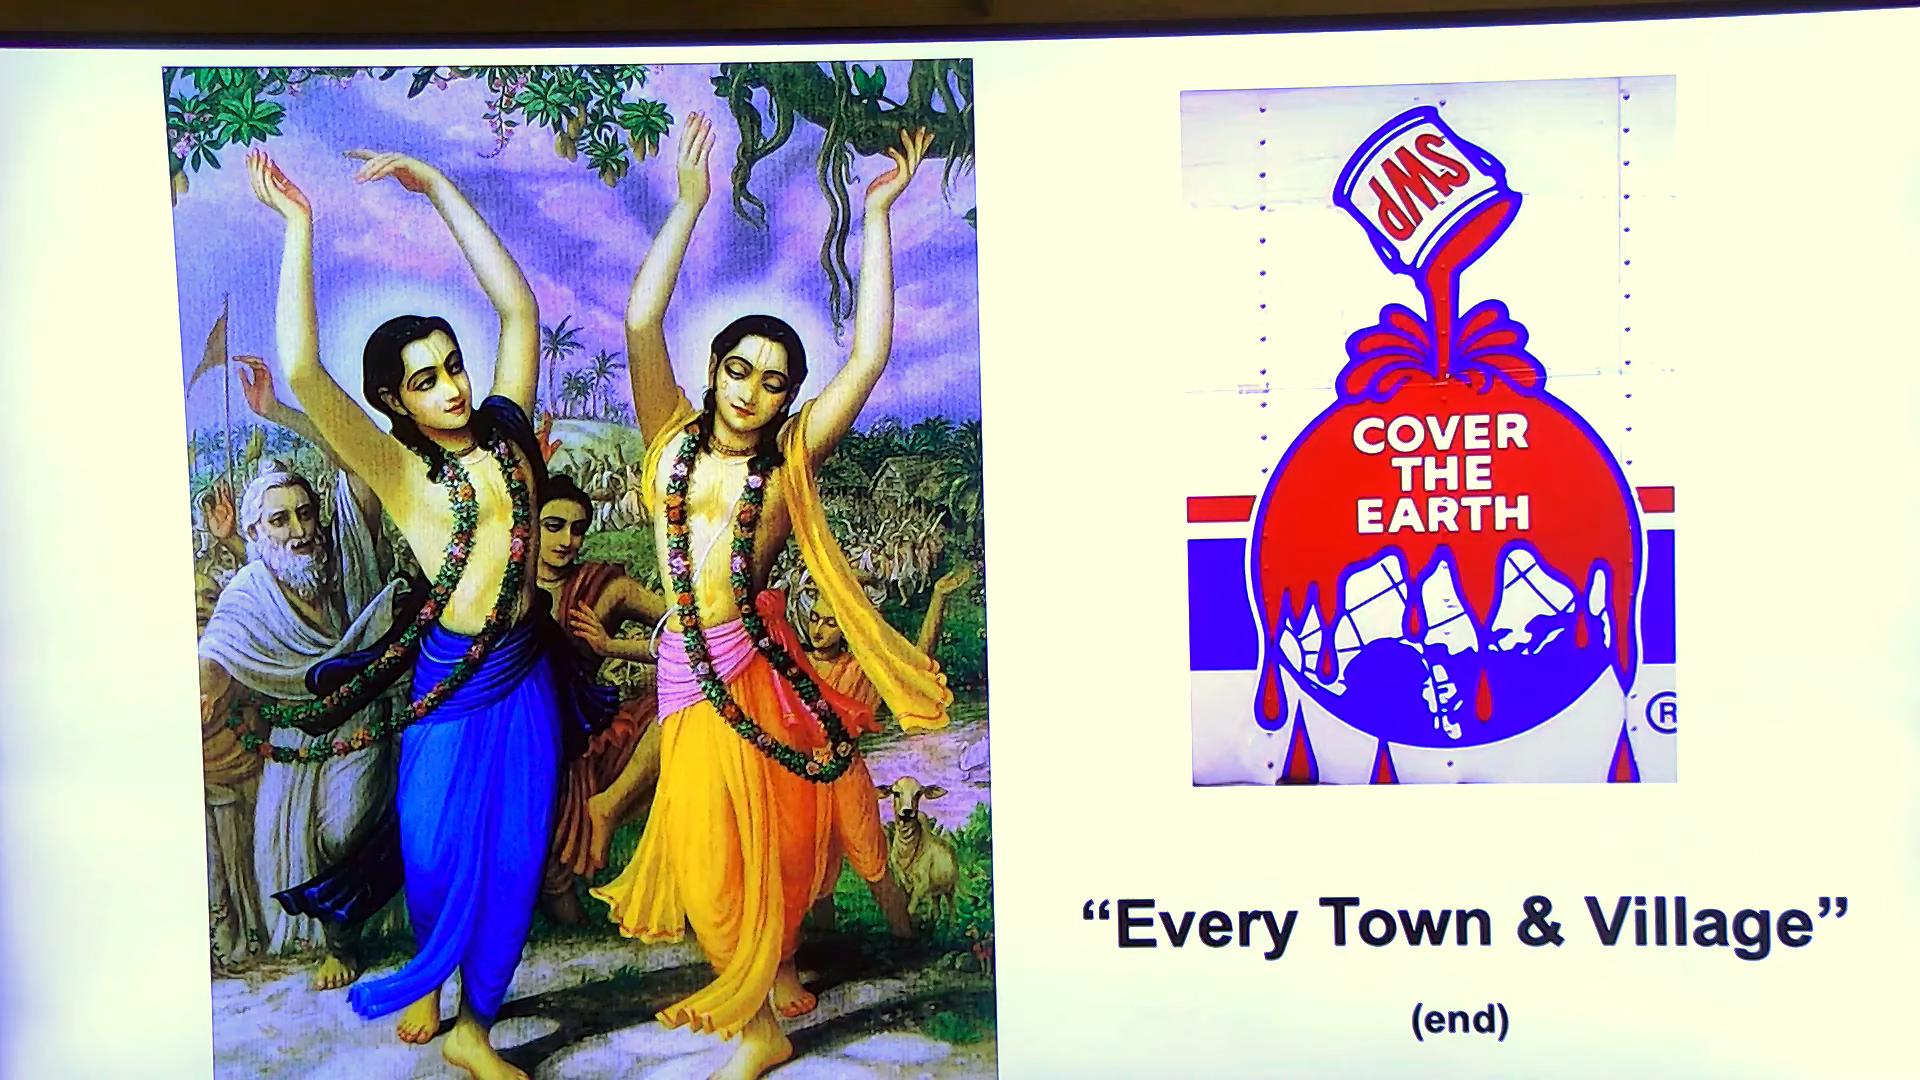 SWP
COVER
THE
EARTH
®
“Every Town & Village”
(end)